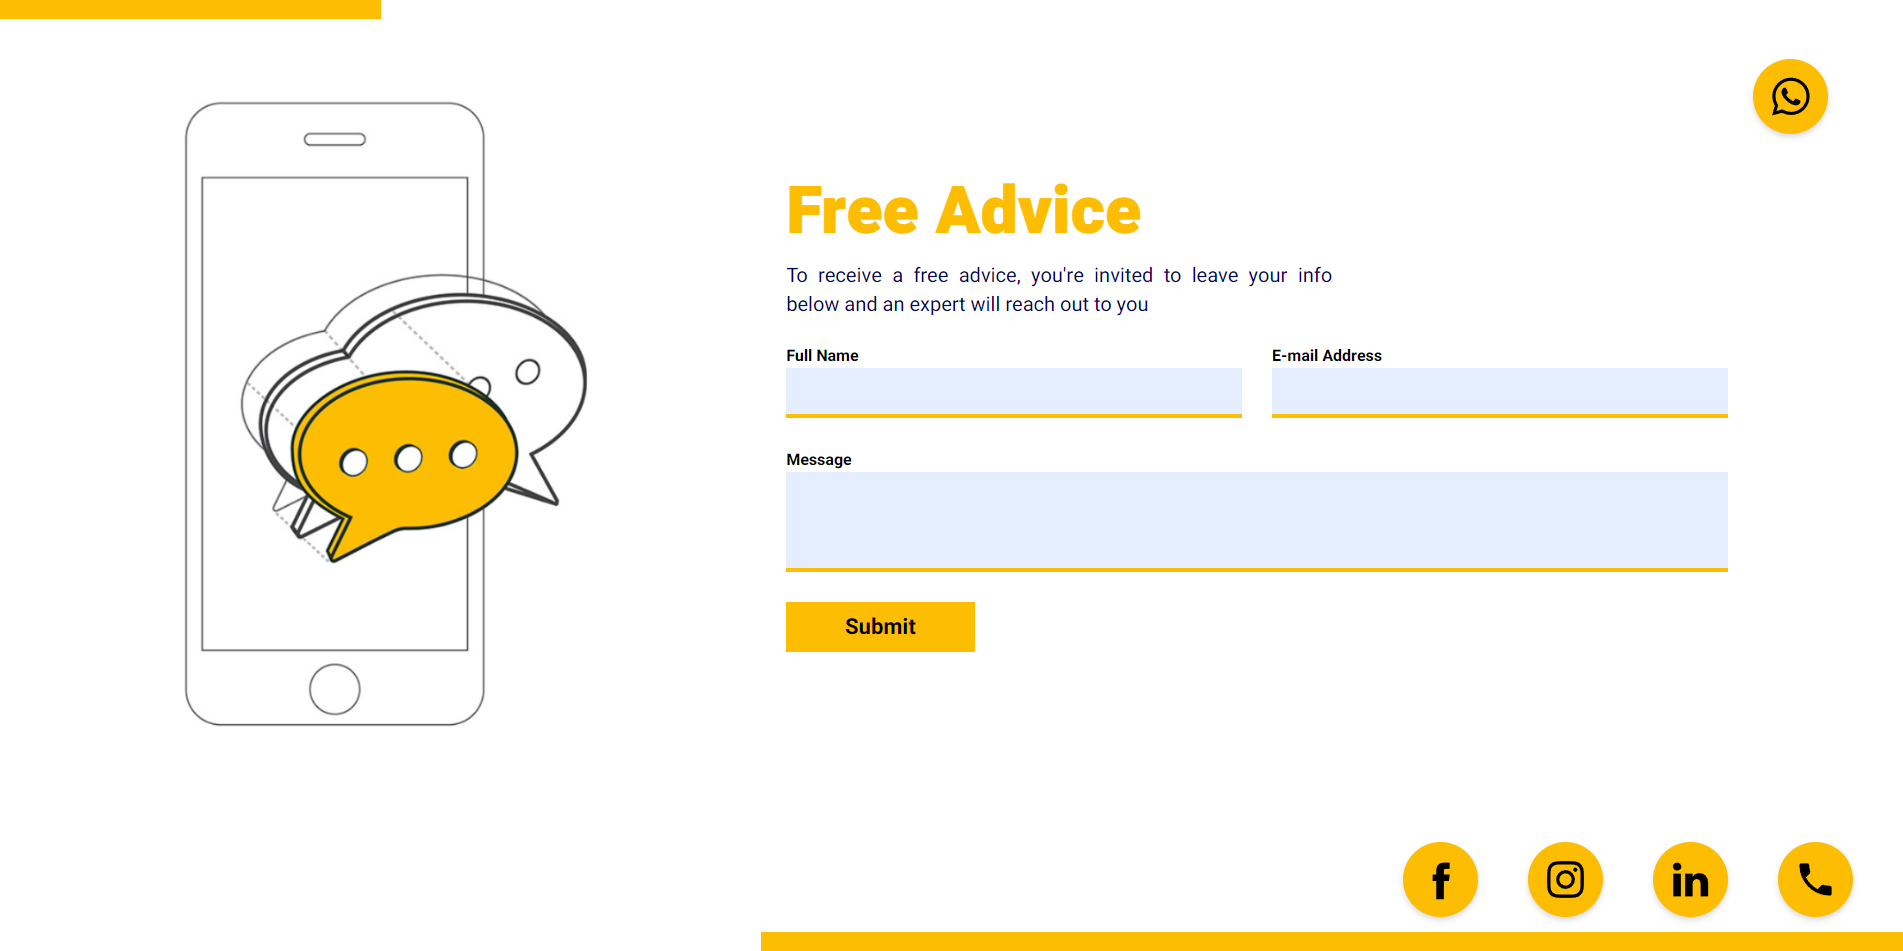 Free Advice
To receive a free advice, you're invited to leave your info
below and an expert will reach out to you
Full Name
E-mail Address
Message
Submit